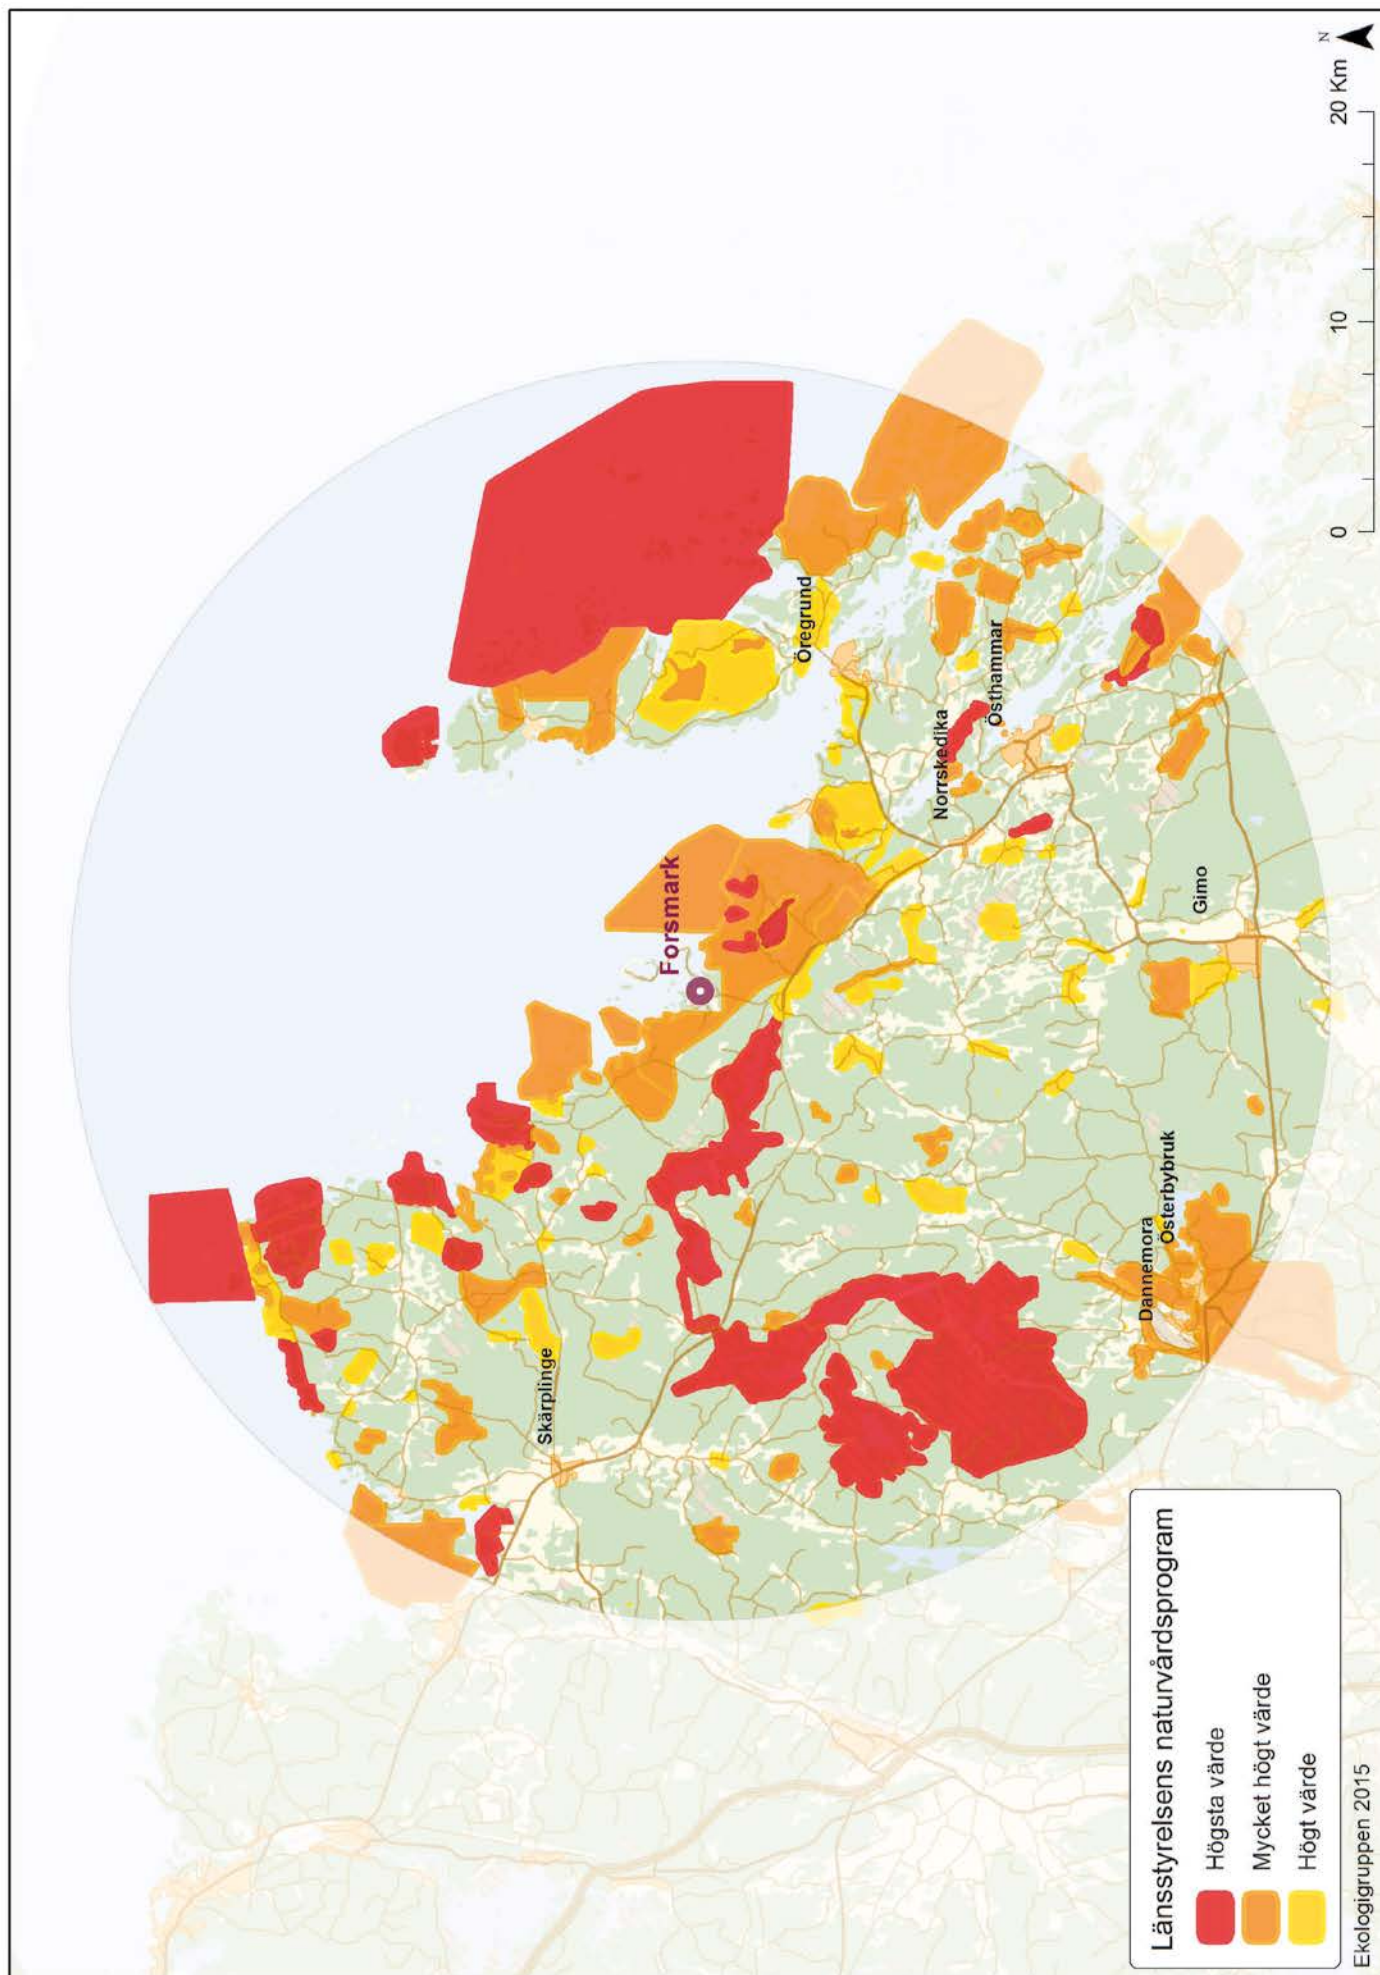 Forsmark
Öregrund
Norrskedika
Östhammar
Gimo
Skärplinge
Dannemora
Österbybruk
Länsstyrelsens naturvårdsprogram
Högsta värde
Mycket högt värde
Högt värde
Ekologigruppen 2015
0 10 20 Km
N